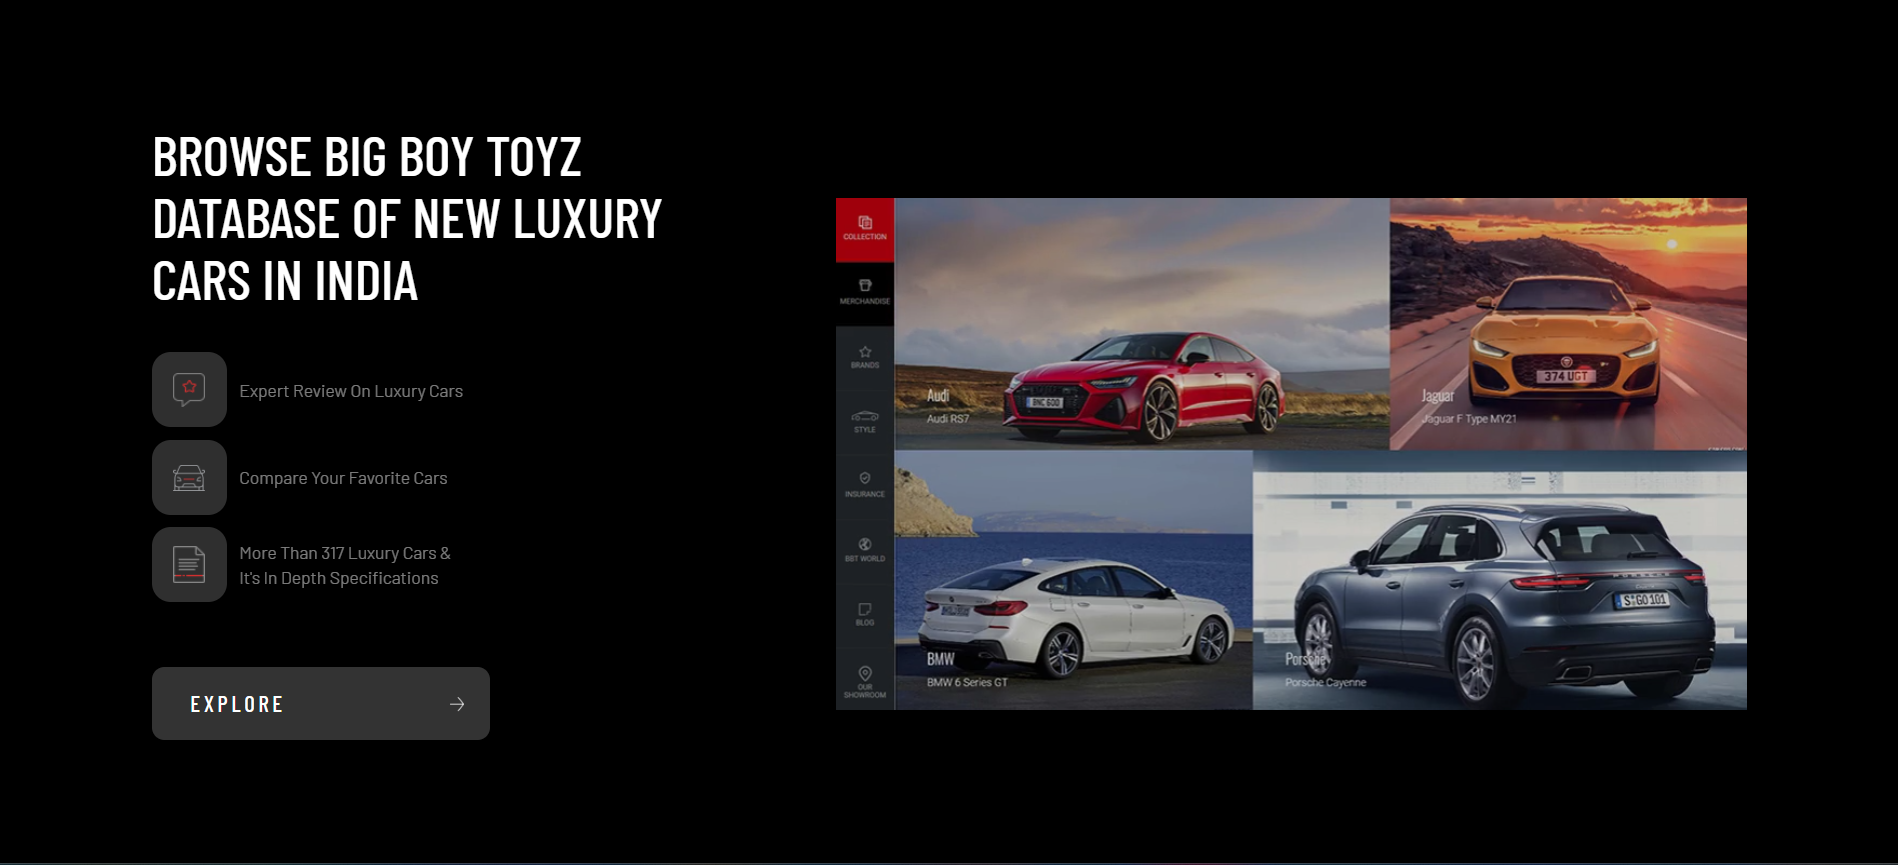 BROWSE BIG BOY TOYZ
DATABASE OF NEW LUXURY
CARS IN INDIA
Expert Review On Luxury Cars
Compare Your Favorite Cars
More Than 317 Luxury Cars &
It's In Depth Specifications
EXPLORE
COLLECTION
MERCHANDISE
BRANDS
STYLE
INSURANCE
BBT WORLD
BLOG
OUR
SHOWROOM
Audi
Audi RS7
Jaguar
Jaguar F Type MY21
374 UGT
BMW
BMW 6 Series GT
Porsche
Porsche Cayenne
PORSCHE
S GO 101